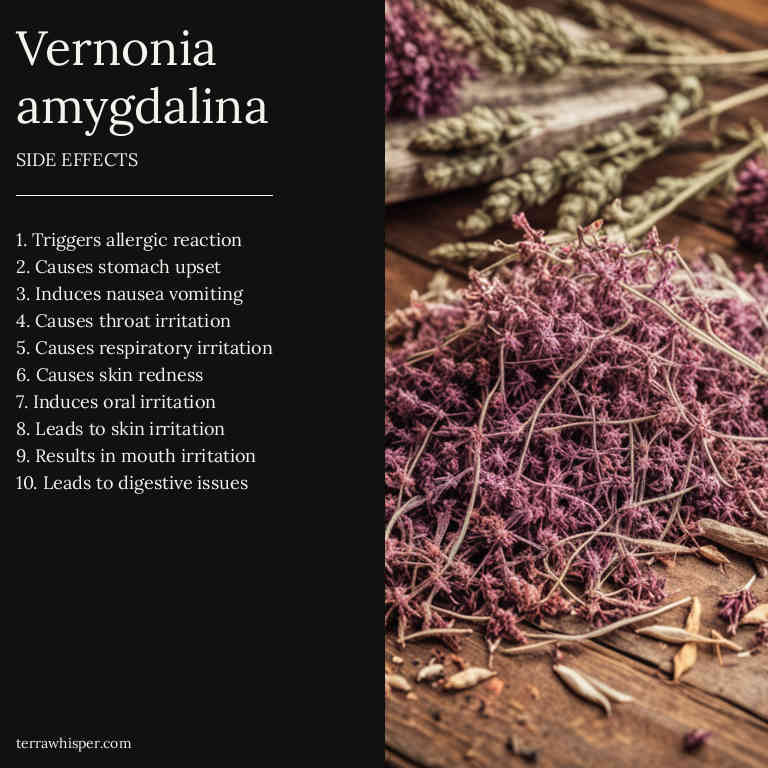 Vernonia
amygdalina
SIDE EFFECTS
1. Triggers allergic reaction
2. Causes stomach upset
3. Induces nausea vomiting
4. Causes throat irritation
5. Causes respiratory irritation
6. Causes skin redness
7. Induces oral irritation
8. Leads to skin irritation
9. Results in mouth irritation
10. Leads to digestive issues
terrawhisper.com